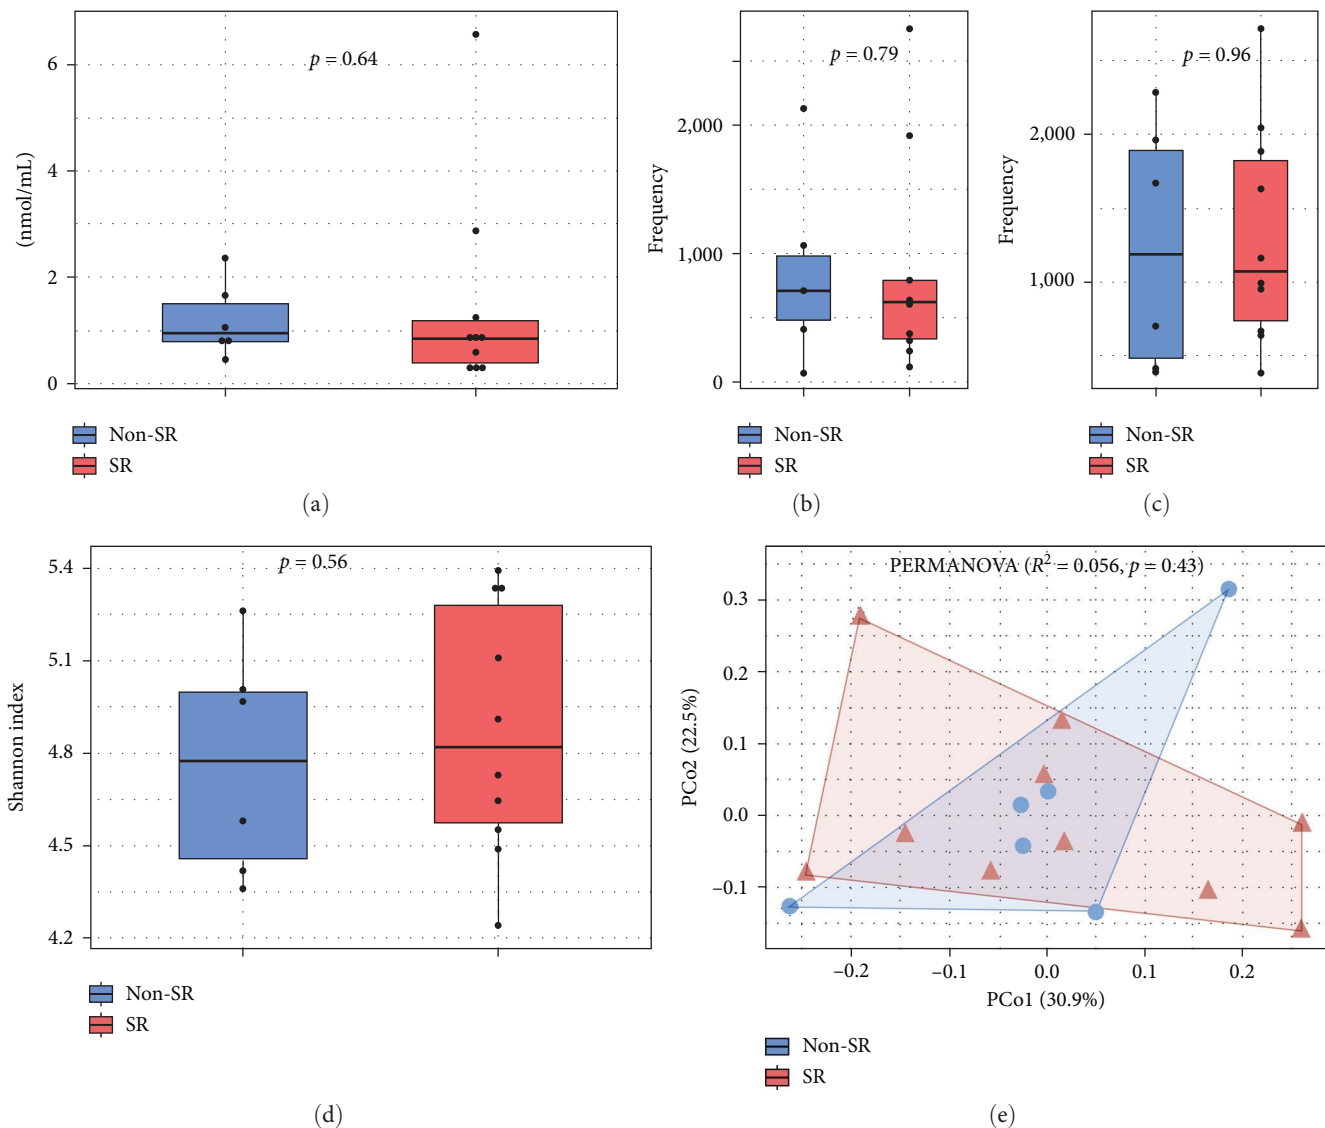 p = 0.64
6
4
2
0
(nmol/mL)
Non-SR
SR
(a)
p = 0.79
2,000
1,000
0
Frequency
Non-SR
SR
(b)
p = 0.96
2,000
1,000
Frequency
Non-SR
SR
(c)
p = 0.56
5.4
5.1
4.8
4.5
4.2
Shannon index
Non-SR
SR
(d)
PERMANOVA (R² = 0.056, p = 0.43)
0.3
0.2
0.1
0.0
−0.1
PCo2 (22.5%)
−0.2 −0.1 0.0 0.1 0.2
PCo1 (30.9%)
Non-SR
SR
(e)